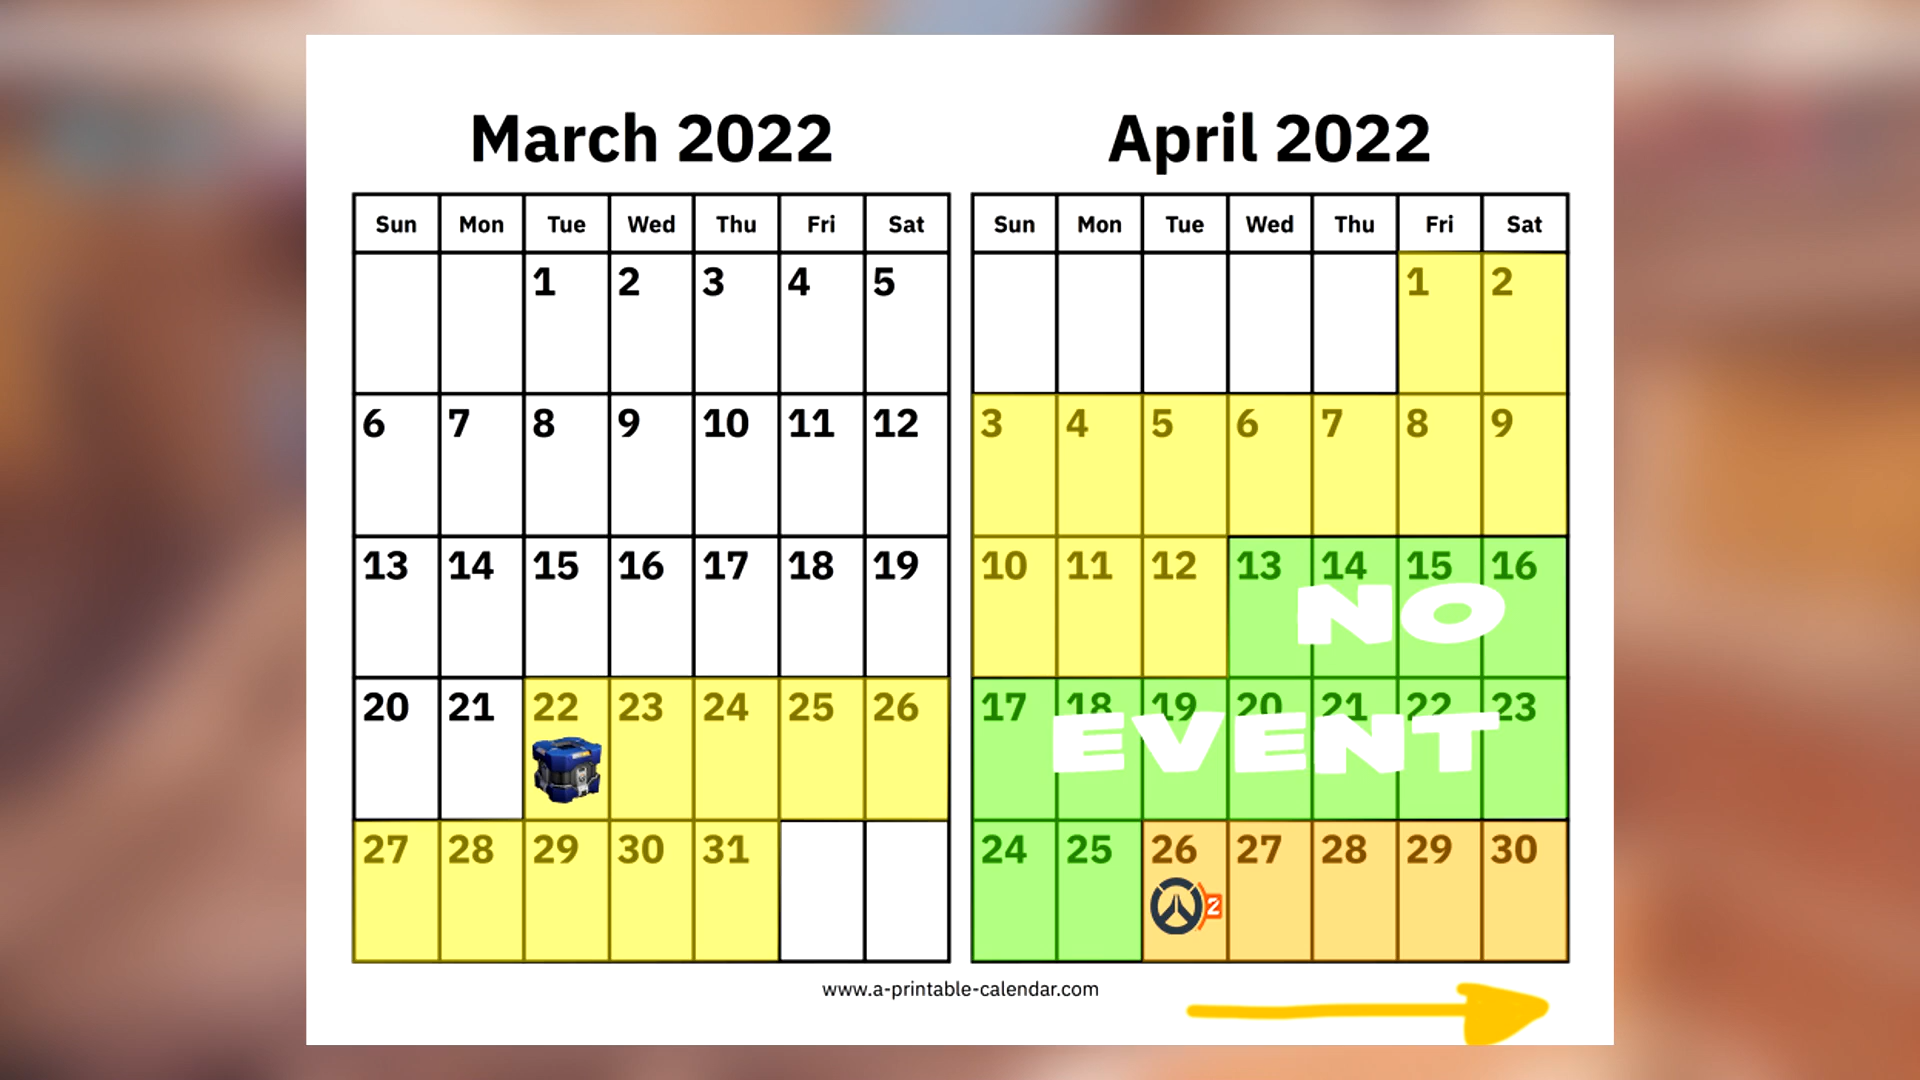 March 2022
Sun Mon Tue Wed Thu Fri Sat
1 2 3 4 5
6 7 8 9 10 11 12
13 14 15 16 17 18 19
20 21 22 23 24 25 26
27 28 29 30 31
April 2022
Sun Mon Tue Wed Thu Fri Sat
1 2
3 4 5 6 7 8 9
10 11 12 13 14 15 16
NO
17 18 19 20 21 22 23
EVENT
24 25 26 27 28 29 30
2
www.a-printable-calendar.com